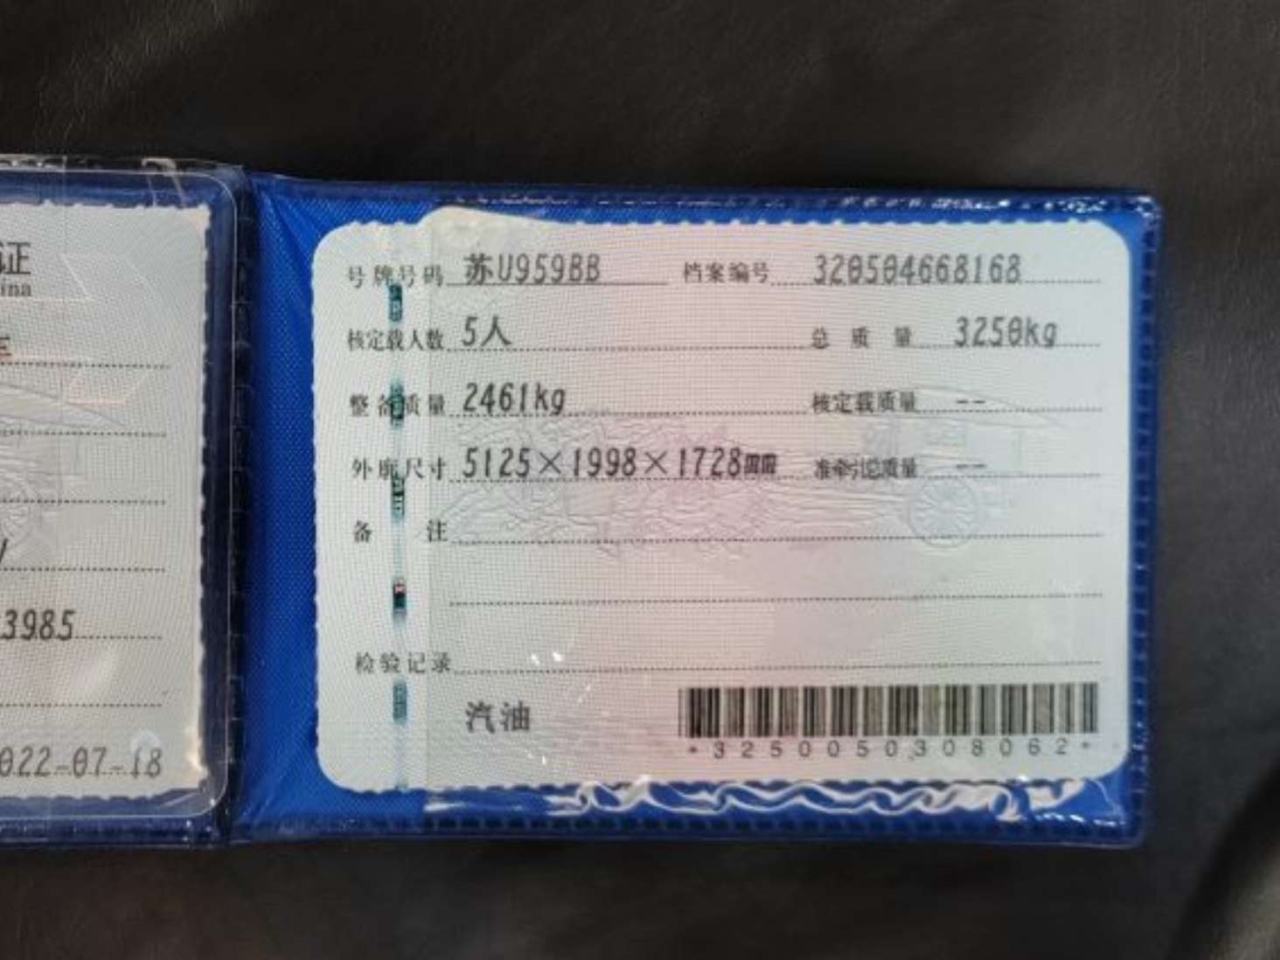 证
ina
3985
022-07-18
号牌号码 苏U959BB 档案编号 320504668168
核定载人数 5人 总质量 3250kg
整备质量 2461kg 核定载质量 --
外廓尺寸 5125×1998×1728mm 准牵引总质量 --
备注
检验记录
汽油
*3250050308062*